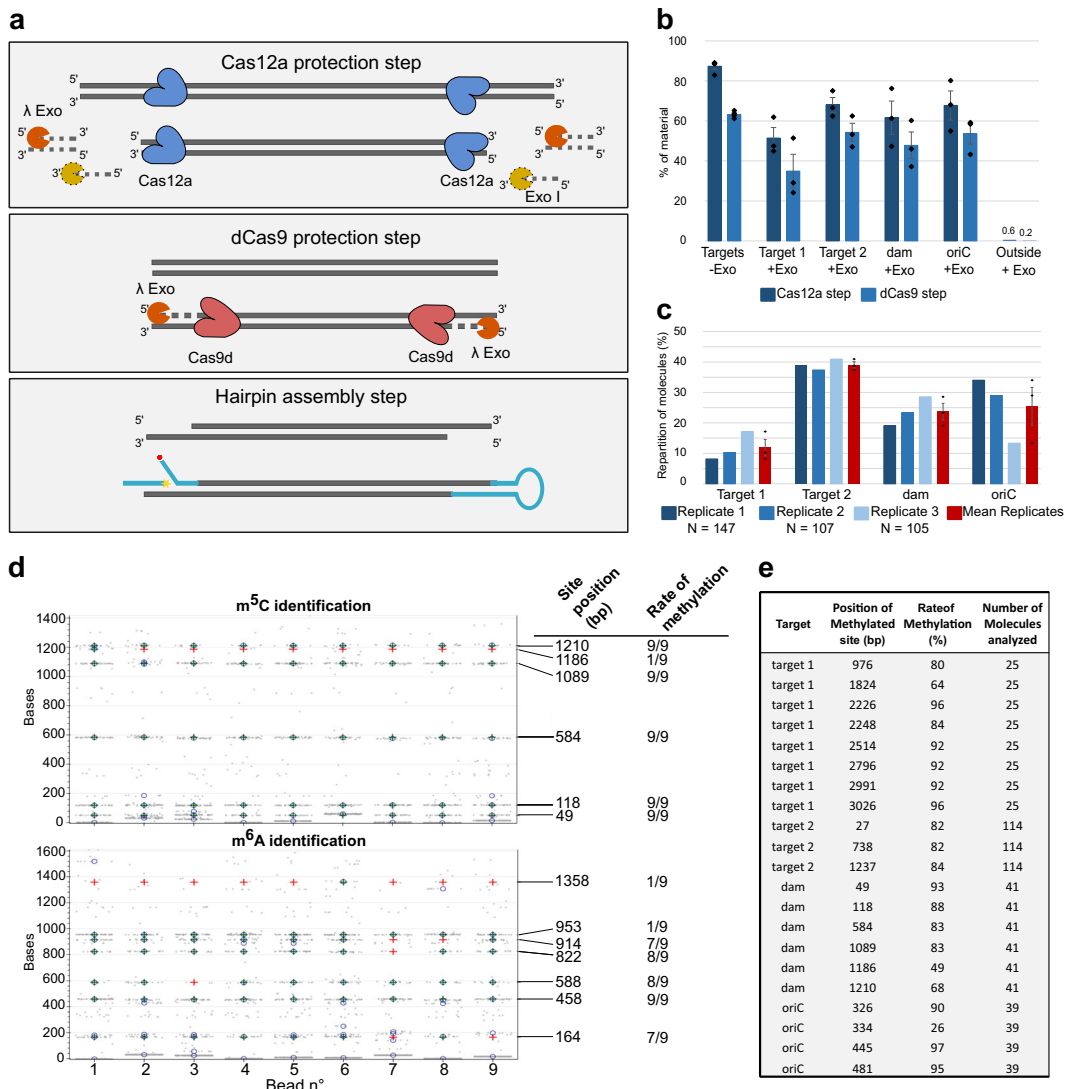 a
Cas12a protection step
5'
3'
3'
5'
λ Exo
5'
3'
3'
5'
3'
5'
Cas12a
Cas12a
5'
3'
3'
5'
3'
5'
Exo I
dCas9 protection step
λ Exo
5'
3'
3'
5'
Cas9d
Cas9d
λ Exo
Hairpin assembly step
5'
3'
3'
5'
b
% of material
100
80
60
40
20
0
0.6
0.2
Targets -Exo
Target 1 +Exo
Target 2 +Exo
dam +Exo
oriC +Exo
Outside + Exo
Cas12a step
dCas9 step
c
Repartition of molecules (%)
50
40
30
20
10
0
Target 1
Target 2
dam
oriC
Replicate 1 N = 147
Replicate 2 N = 107
Replicate 3 N = 105
Mean Replicates
d
m5C identification
Site position (bp)
Rate of methylation
Bases
1400
1200
1000
800
600
400
200
0
1210 9/9
1186 1/9
1089 9/9
584 9/9
118 9/9
49 9/9
m6A identification
Bases
1600
1400
1200
1000
800
600
400
200
0
1358 1/9
953 1/9
914 7/9
822 8/9
588 8/9
458 9/9
164 7/9
1 2 3 4 5 6 7 8 9
Bead n°
e
Target Position of Methylated site (bp) Rateof Methylation (%) Number of Molecules analyzed
target 1 976 80 25
target 1 1824 64 25
target 1 2226 96 25
target 1 2248 84 25
target 1 2514 92 25
target 1 2796 92 25
target 1 2991 92 25
target 1 3026 96 25
target 2 27 82 114
target 2 738 82 114
target 2 1237 84 114
dam 49 93 41
dam 118 88 41
dam 584 83 41
dam 1089 83 41
dam 1186 49 41
dam 1210 68 41
oriC 326 90 39
oriC 334 26 39
oriC 445 97 39
oriC 481 95 39